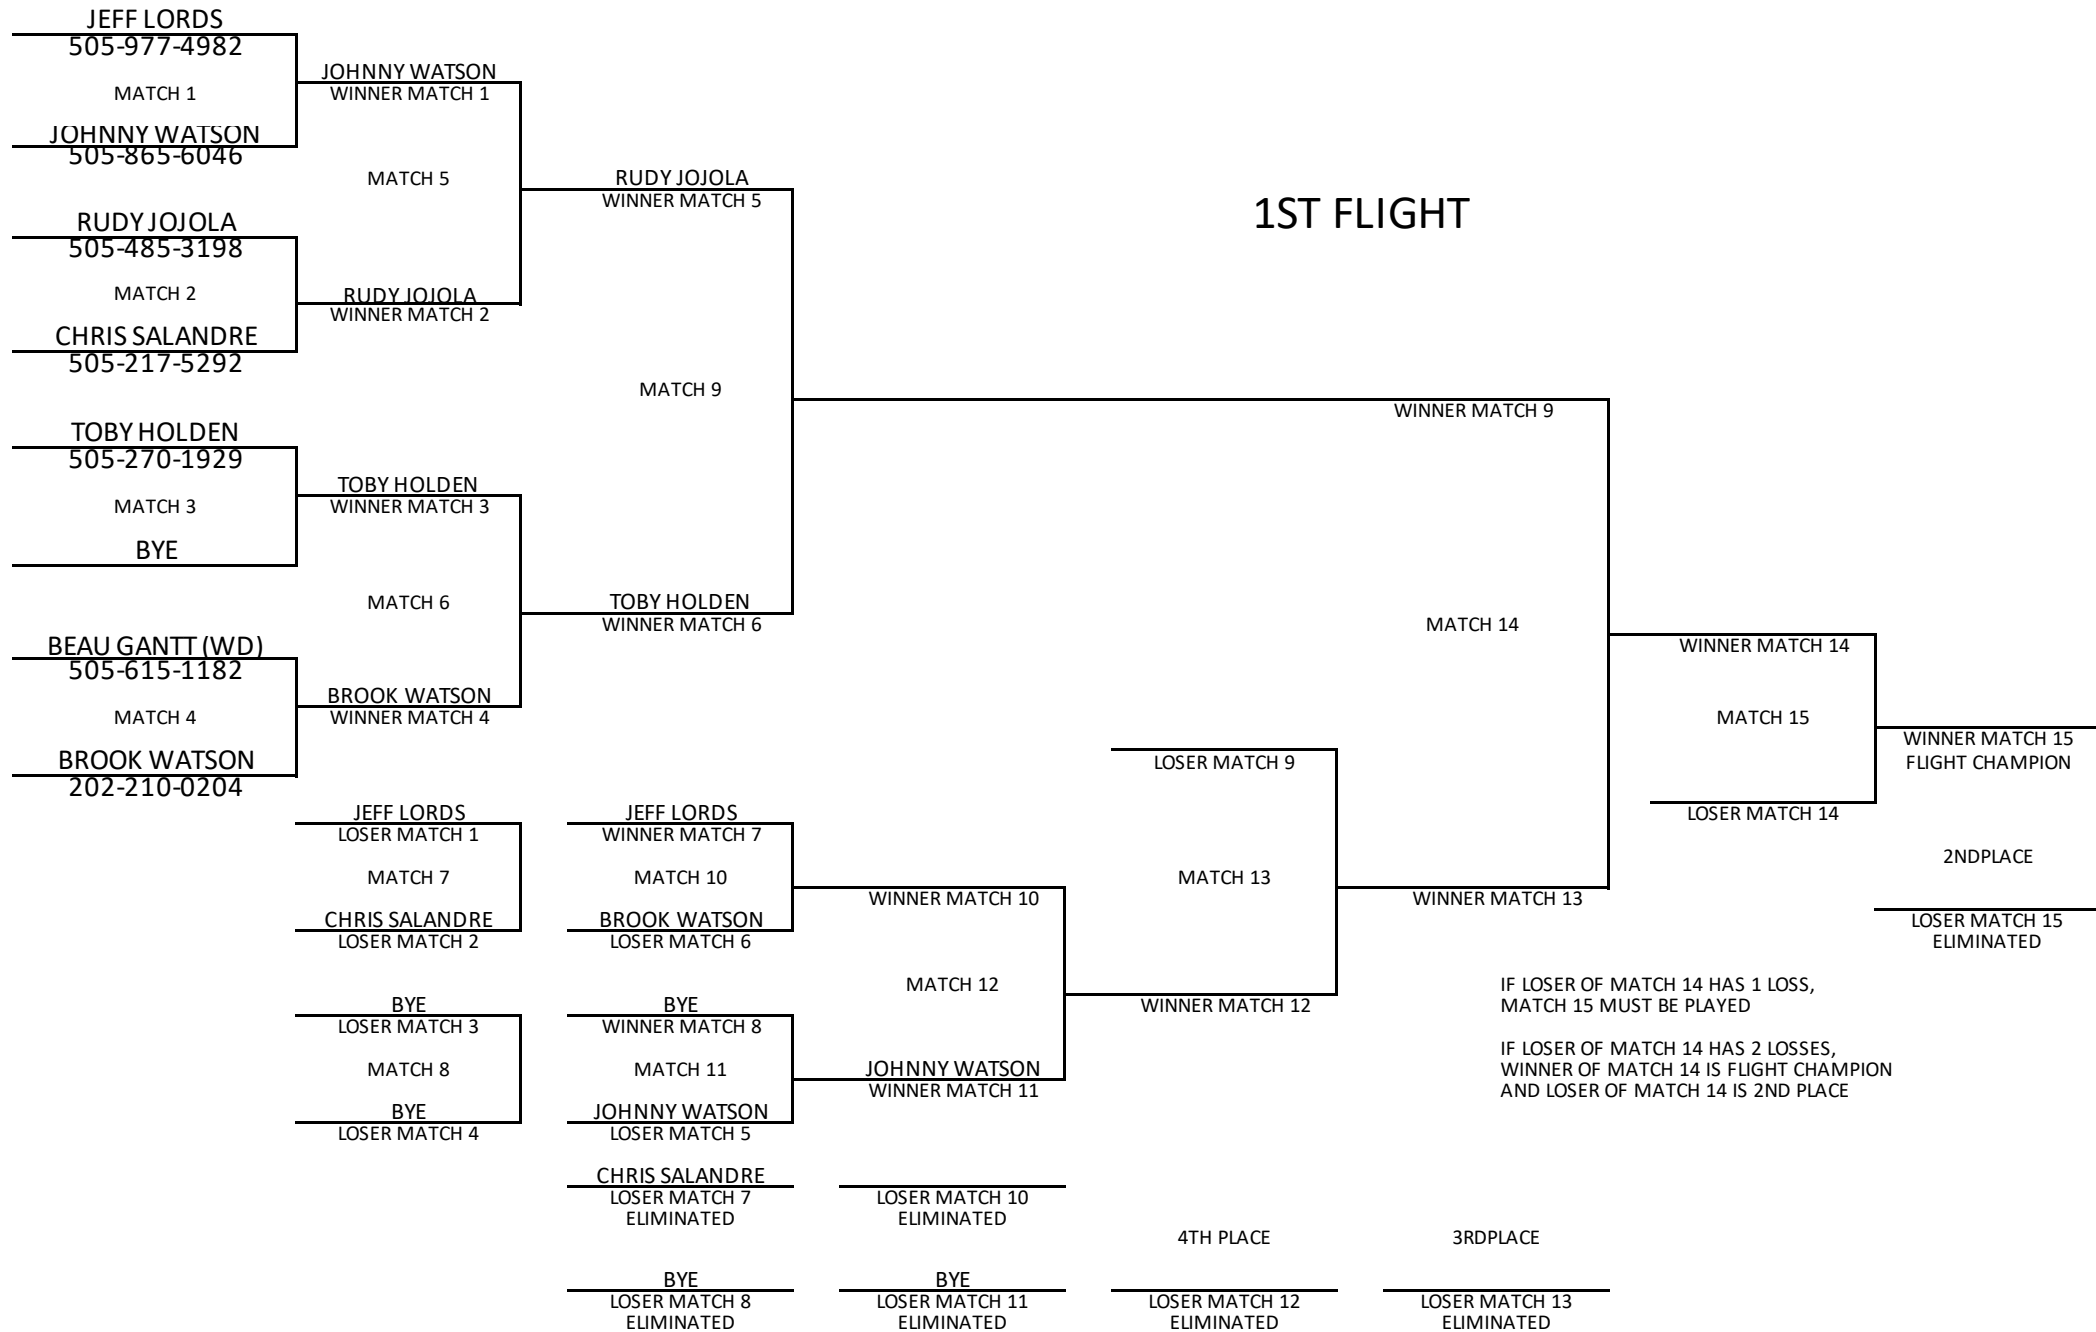 JEFF LORDS
505-977-4982
MATCH 1
JOHNNY WATSON
505-865-6046
RUDY JOJOLA
505-485-3198
MATCH 2
CHRIS SALANDRE
505-217-5292
TOBY HOLDEN
505-270-1929
MATCH 3
BYE
BEAU GANTT (WD)
505-615-1182
MATCH 4
BROOK WATSON
202-210-0204
JOHNNY WATSON
WINNER MATCH 1
MATCH 5
RUDY JOJOLA
WINNER MATCH 2
TOBY HOLDEN
WINNER MATCH 3
MATCH 6
BROOK WATSON
WINNER MATCH 4
RUDY JOJOLA
WINNER MATCH 5
MATCH 9
TOBY HOLDEN
WINNER MATCH 6
1ST FLIGHT
WINNER MATCH 9
MATCH 14
WINNER MATCH 13
WINNER MATCH 14
MATCH 15
LOSER MATCH 14
WINNER MATCH 15
FLIGHT CHAMPION
2NDPLACE
LOSER MATCH 15
ELIMINATED
JEFF LORDS
LOSER MATCH 1
MATCH 7
CHRIS SALANDRE
LOSER MATCH 2
BYE
LOSER MATCH 3
MATCH 8
BYE
LOSER MATCH 4
JEFF LORDS
WINNER MATCH 7
MATCH 10
BROOK WATSON
LOSER MATCH 6
BYE
WINNER MATCH 8
MATCH 11
JOHNNY WATSON
LOSER MATCH 5
WINNER MATCH 10
MATCH 12
JOHNNY WATSON
WINNER MATCH 11
LOSER MATCH 9
MATCH 13
WINNER MATCH 12
IF LOSER OF MATCH 14 HAS 1 LOSS,
MATCH 15 MUST BE PLAYED
IF LOSER OF MATCH 14 HAS 2 LOSSES,
WINNER OF MATCH 14 IS FLIGHT CHAMPION
AND LOSER OF MATCH 14 IS 2ND PLACE
CHRIS SALANDRE
LOSER MATCH 7
ELIMINATED
BYE
LOSER MATCH 8
ELIMINATED
LOSER MATCH 10
ELIMINATED
BYE
LOSER MATCH 11
ELIMINATED
4TH PLACE
LOSER MATCH 12
ELIMINATED
3RDPLACE
LOSER MATCH 13
ELIMINATED